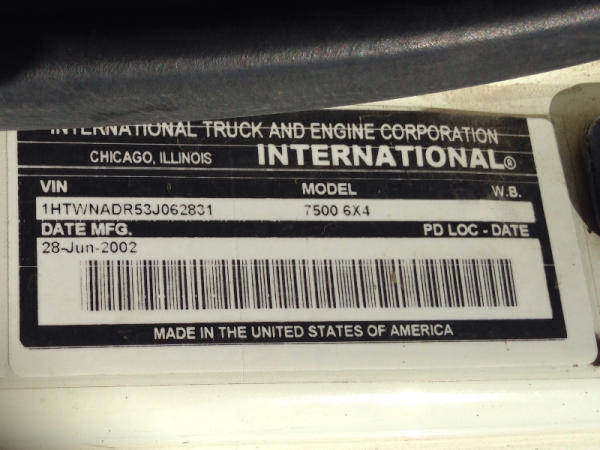 INTERNATIONAL TRUCK AND ENGINE CORPORATION
CHICAGO, ILLINOIS INTERNATIONAL®
VIN MODEL W.B.
1HTWNADR53J062831 7500 6X4
DATE MFG. PD LOC - DATE
28-Jun-2002
MADE IN THE UNITED STATES OF AMERICA